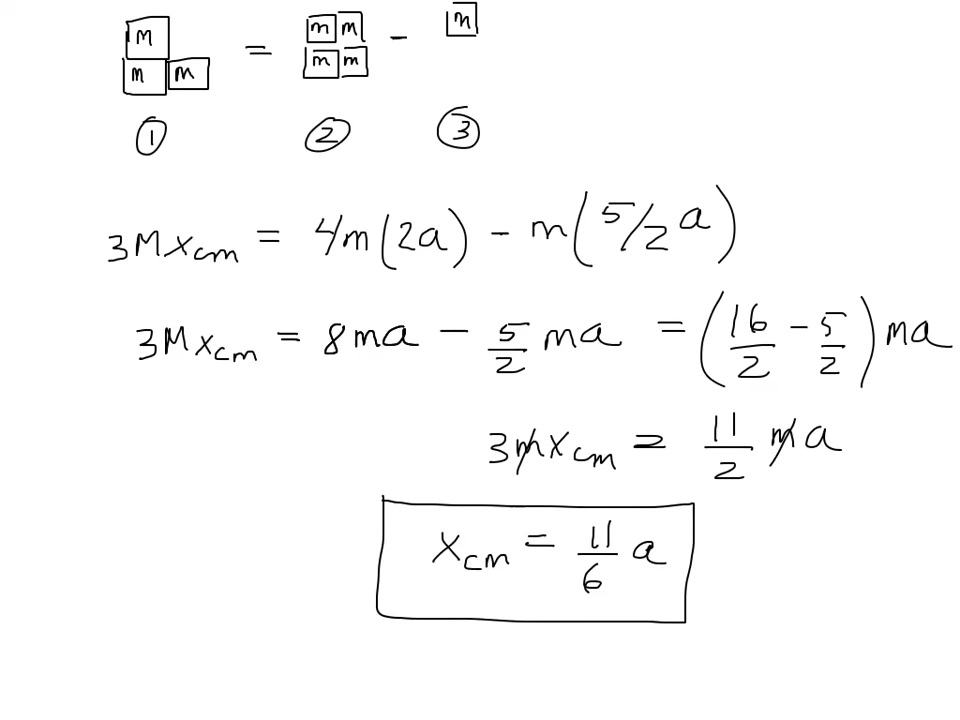 m = m m - m
m m m m
① ② ③
3Mx_cm = 4m(2a) - m(5/2 a)
3Mx_cm = 8ma - 5/2 ma = (16/2 - 5/2)ma
3mx_cm = 11/2 ma
x_cm = 11/6 a